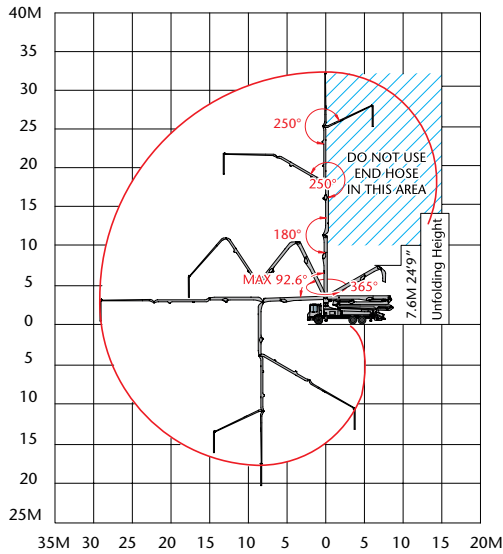 40M
35
30
25
20
15
10
5
0
5
10
15
20
25M
35M 30 25 20 15 10 5 0 5 10 15 20M
250°
250°
180°
MAX 92.6°
365°
DO NOT USE
END HOSE
IN THIS AREA
7.6M 24'9"
Unfolding Height